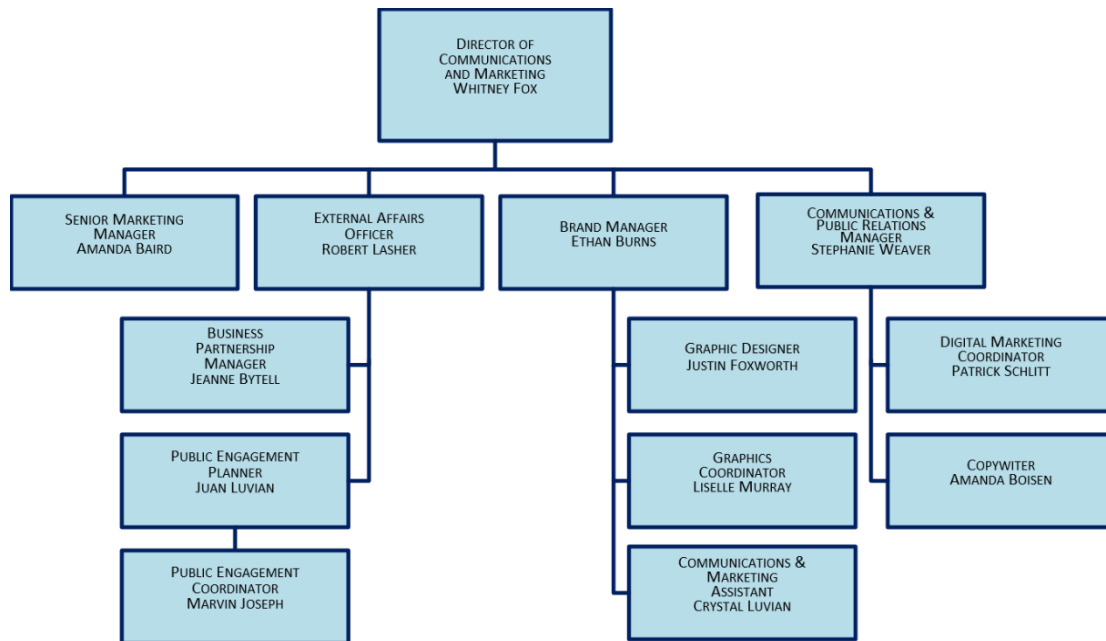 DIRECTOR OF
COMMUNICATIONS
AND MARKETING
WHITNEY FOX
SENIOR MARKETING
MANAGER
AMANDA BAIRD
EXTERNAL AFFAIRS
OFFICER
ROBERT LASHER
BRAND MANAGER
ETHAN BURNS
COMMUNICATIONS &
PUBLIC RELATIONS
MANAGER
STEPHANIE WEAVER
BUSINESS
PARTNERSHIP
MANAGER
JEANNE BYTELL
GRAPHIC DESIGNER
JUSTIN FOXWORTH
DIGITAL MARKETING
COORDINATOR
PATRICK SCHLITT
PUBLIC ENGAGEMENT
PLANNER
JUAN LUVIAN
GRAPHICS
COORDINATOR
LISELLE MURRAY
COPYWITER
AMANDA BOISEN
PUBLIC ENGAGEMENT
COORDINATOR
MARVIN JOSEPH
COMMUNICATIONS &
MARKETING
ASSISTANT
CRYSTAL LUVIAN